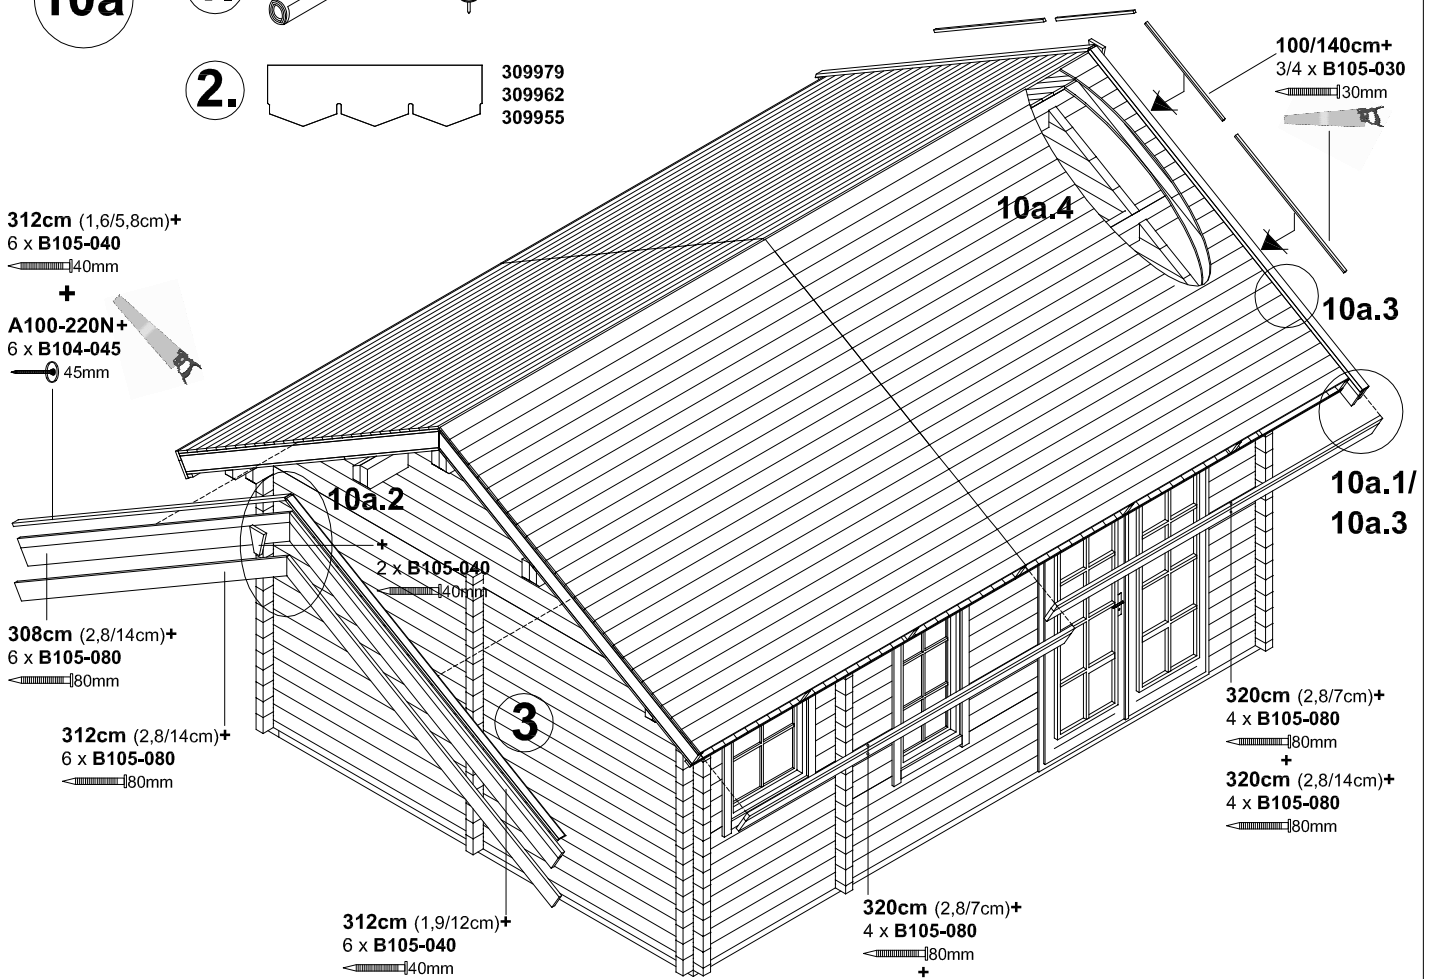 10a
2.
309979
309962
309955
100/140cm+
3/4 x B105-030
30mm
312cm (1,6/5,8cm)+
6 x B105-040
40mm
+
A100-220N+
6 x B104-045
45mm
10a.4
10a.3
10a.1/
10a.3
10a.2
+
2 x B105-040
40mm
308cm (2,8/14cm)+
6 x B105-080
80mm
312cm (2,8/14cm)+
6 x B105-080
80mm
3
320cm (2,8/7cm)+
4 x B105-080
80mm
+
320cm (2,8/14cm)+
4 x B105-080
80mm
312cm (1,9/12cm)+
6 x B105-040
40mm
320cm (2,8/7cm)+
4 x B105-080
80mm
+